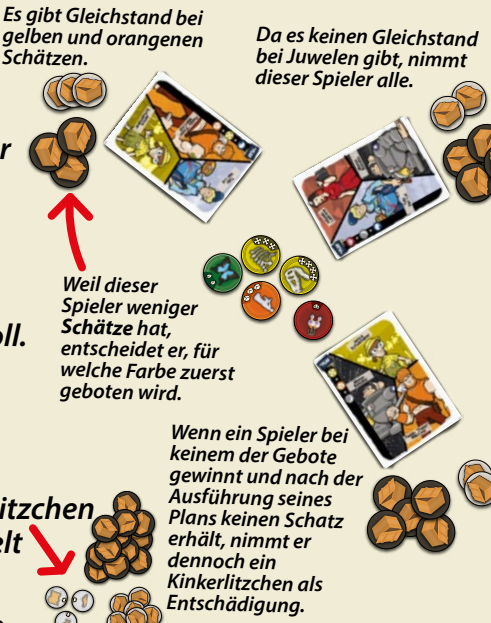 Es gibt Gleichstand bei
gelben und orangenen
Schätzen.
Da es keinen Gleichstand
bei Juwelen gibt, nimmt
dieser Spieler alle.
Weil dieser
Spieler weniger
Schätze hat,
entscheidet er, für
welche Farbe zuerst
geboten wird.
Wenn ein Spieler bei
keinem der Gebote
gewinnt und nach der
Ausführung seines
Plans keinen Schatz
erhält, nimmt er
dennoch ein
Kinkerlitzchen als
Entschädigung.